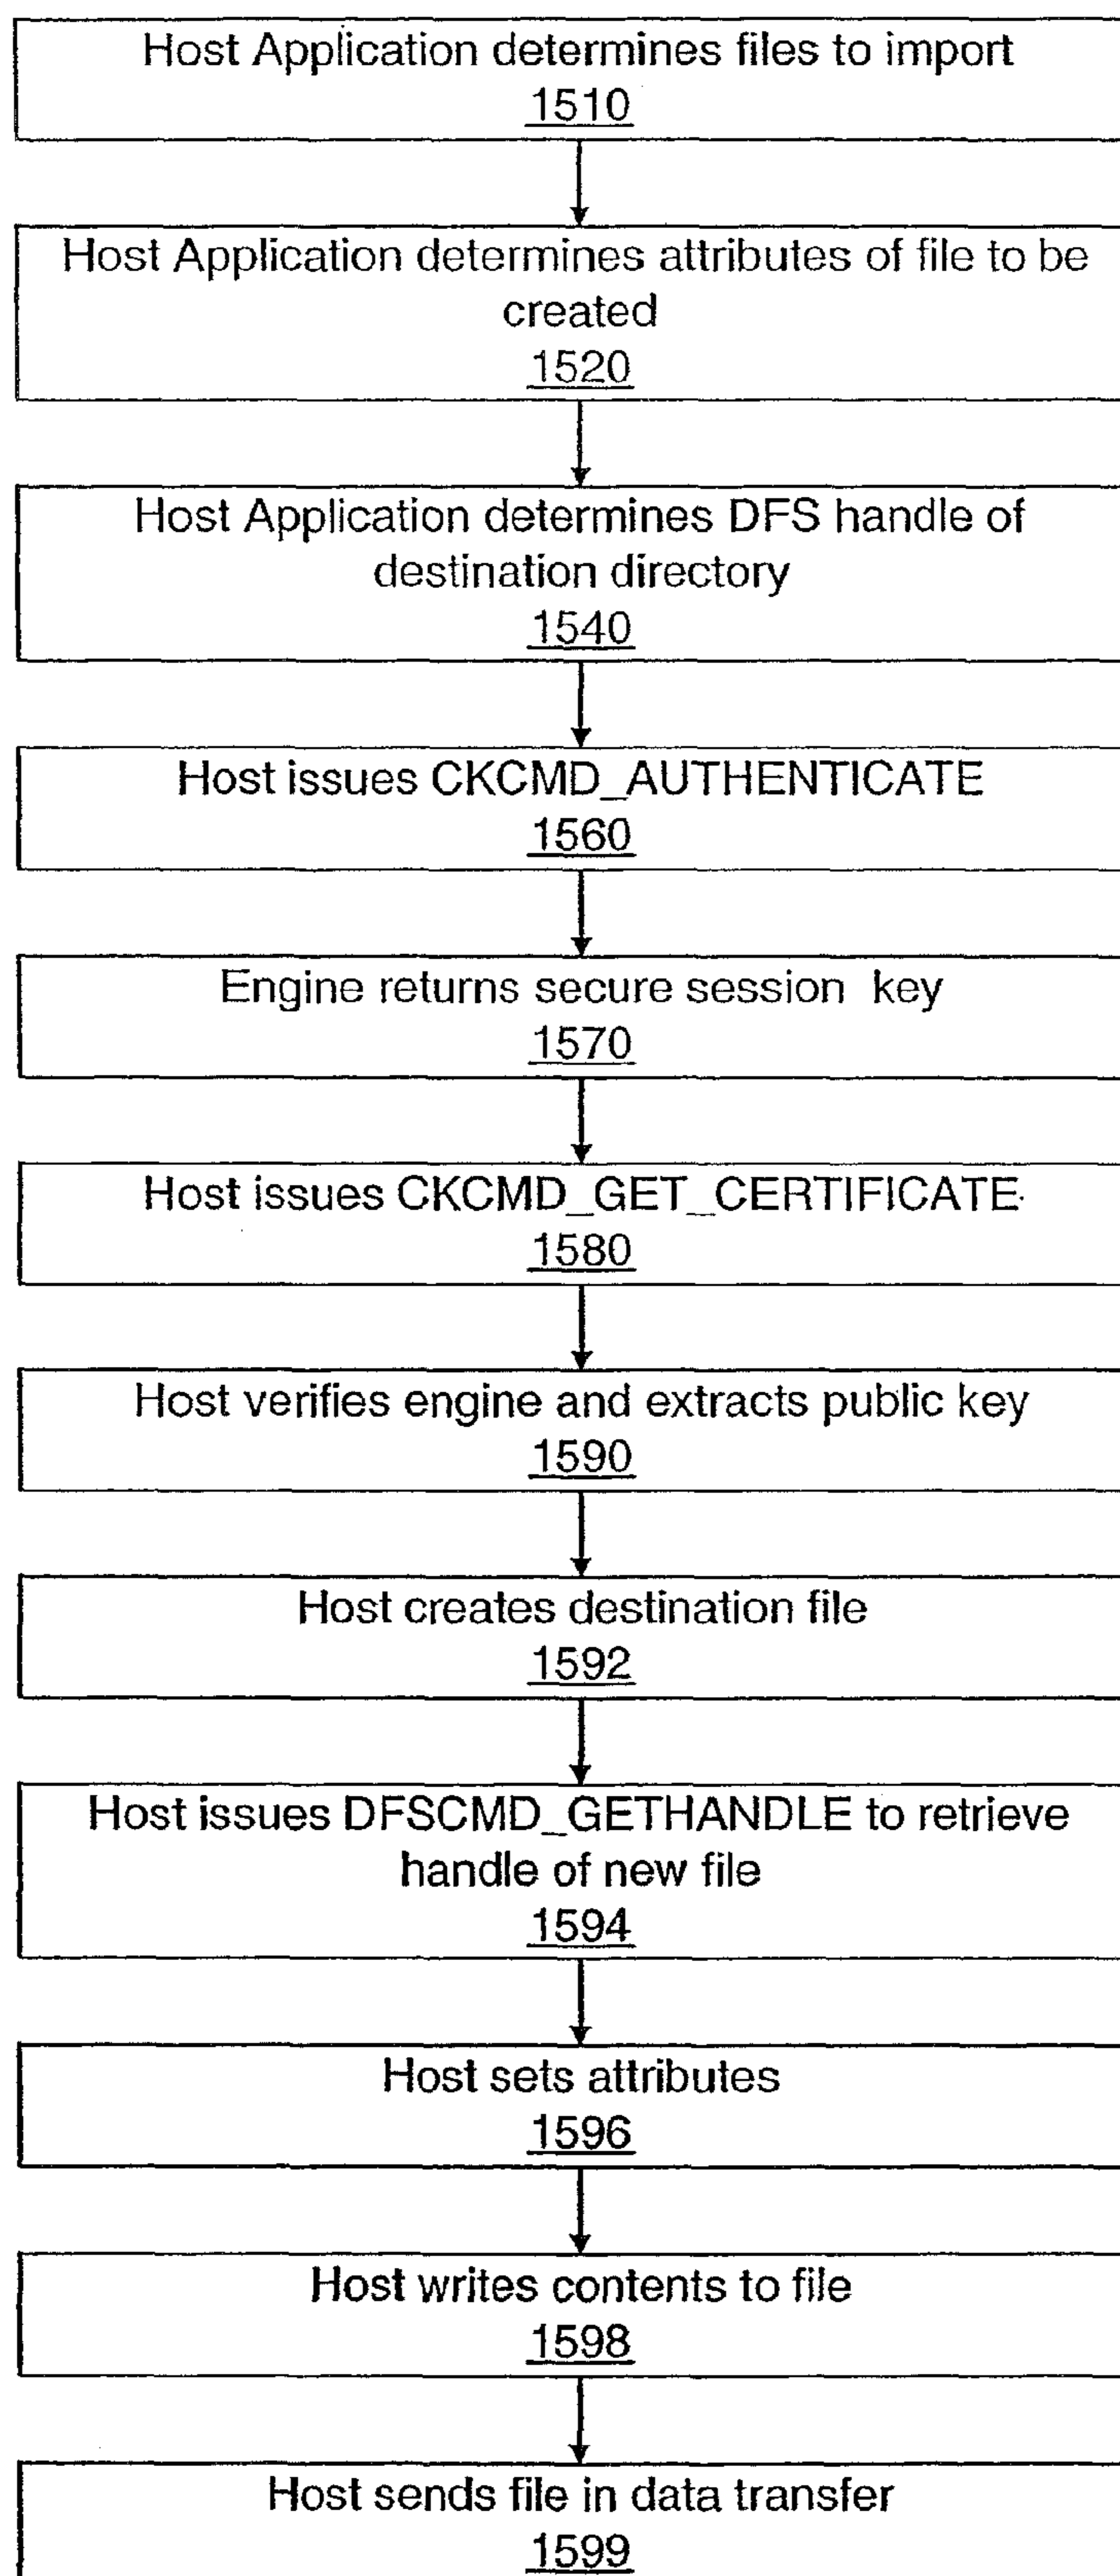 Host Application determines files to import
1510
Host Application determines attributes of file to be
created
1520
Host Application determines DFS handle of
destination directory
1540
Host issues CKCMD_AUTHENTICATE
1560
Engine returns secure session key
1570
Host issues CKCMD_GET_CERTIFICATE
1580
Host verifies engine and extracts public key
1590
Host creates destination file
1592
Host issues DFSCMD_GETHANDLE to retrieve
handle of new file
1594
Host sets attributes
1596
Host writes contents to file
1598
Host sends file in data transfer
1599